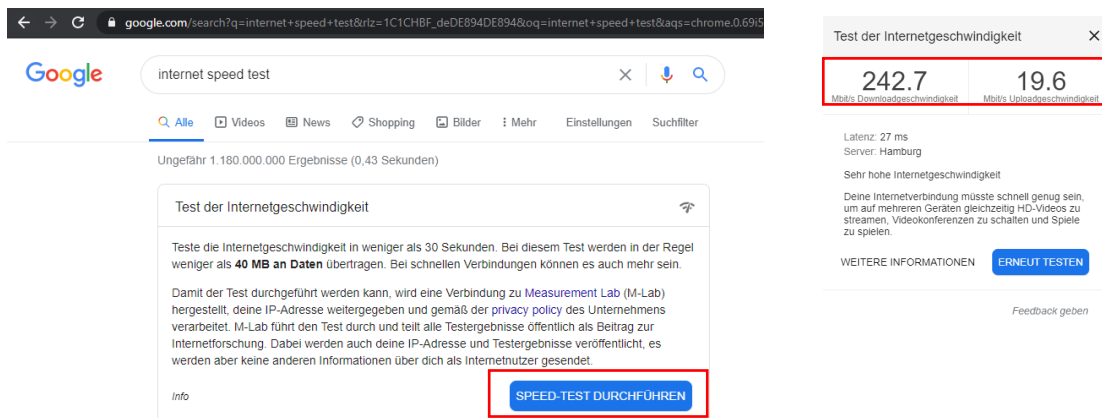 google.com/search?q=internet+speed+test&rlz=1C1CHBF_deDE894DE894&oq=internet+speed+test&aqs=chrome.0.69i5
Google
internet speed test
Alle Videos News Shopping Bilder Mehr Einstellungen Suchfilter
Ungefähr 1.180.000.000 Ergebnisse (0,43 Sekunden)
Test der Internetgeschwindigkeit
Teste die Internetgeschwindigkeit in weniger als 30 Sekunden. Bei diesem Test werden in der Regel
weniger als 40 MB an Daten übertragen. Bei schnellen Verbindungen können es auch mehr sein.
Damit der Test durchgeführt werden kann, wird eine Verbindung zu Measurement Lab (M-Lab)
hergestellt, deine IP-Adresse weitergegeben und gemäß der privacy policy des Unternehmens
verarbeitet. M-Lab führt den Test durch und teilt alle Testergebnisse öffentlich als Beitrag zur
Internetforschung. Dabei werden auch deine IP-Adresse und Testergebnisse veröffentlicht, es
werden aber keine anderen Informationen über dich als Internetnutzer gesendet.
Info
SPEED-TEST DURCHFÜHREN
Test der Internetgeschwindigkeit
242.7 19.6
Mbit/s Downloadgeschwindigkeit Mbit/s Uploadgeschwindigkeit
Latenz: 27 ms
Server: Hamburg
Sehr hohe Internetgeschwindigkeit
Deine Internetverbindung müsste schnell genug sein,
um auf mehreren Geräten gleichzeitig HD-Videos zu
streamen, Videokonferenzen zu schalten und Spiele
zu spielen.
WEITERE INFORMATIONEN ERNEUT TESTEN
Feedback geben